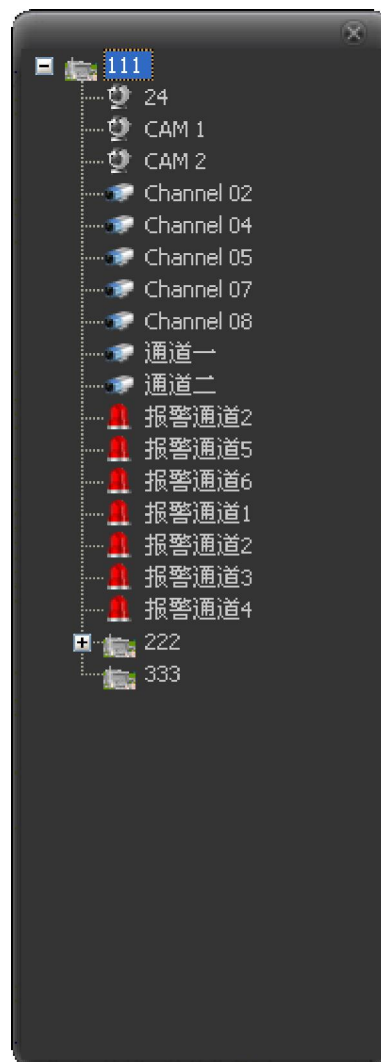 111
24
CAM 1
CAM 2
Channel 02
Channel 04
Channel 05
Channel 07
Channel 08
通道一
通道二
报警通道2
报警通道5
报警通道6
报警通道1
报警通道2
报警通道3
报警通道4
222
333